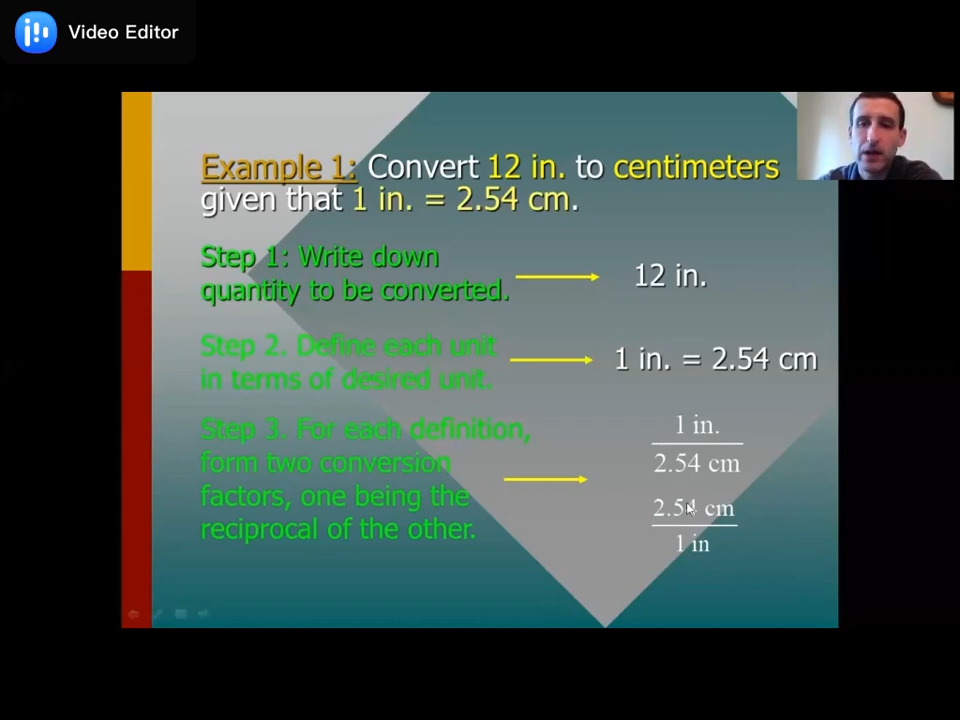 Video Editor
Example 1: Convert 12 in. to centimeters
given that 1 in. = 2.54 cm.
Step 1: Write down
quantity to be converted.
12 in.
Step 2. Define each unit
in terms of desired unit.
1 in. = 2.54 cm
Step 3. For each definition,
form two conversion
factors, one being the
reciprocal of the other.
1 in.
2.54 cm
2.54 cm
1 in